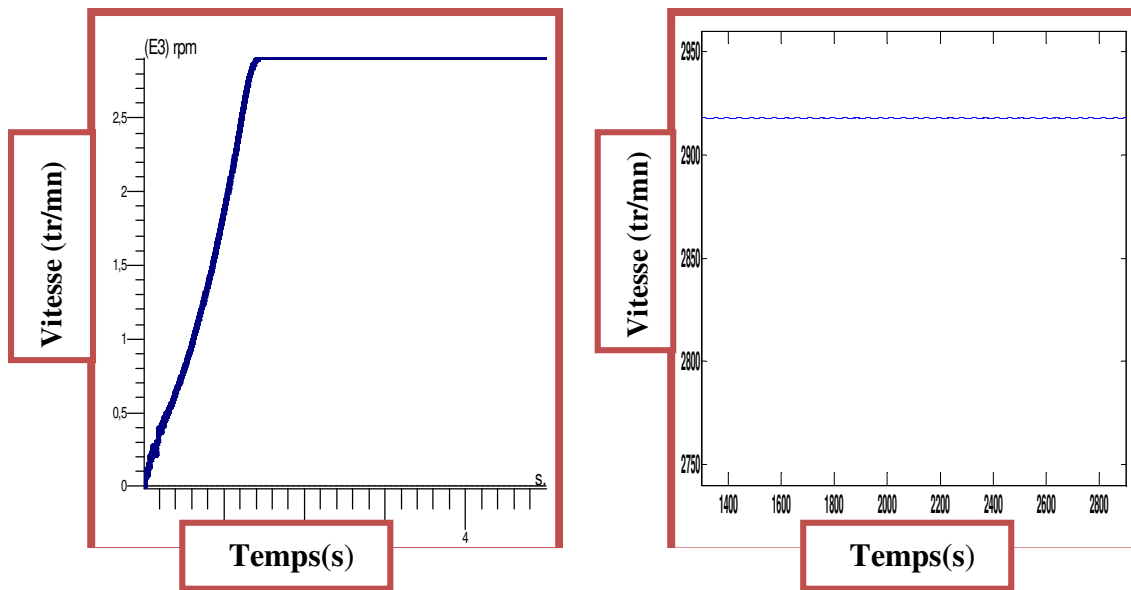 (E3) rpm
2,5
2
1,5
1
0,5
0
s.
4
Vitesse (tr/mn)
Temps(s)
2950
2900
2850
2800
2750
1400 1600 1800 2000 2200 2400 2600 2800
Vitesse (tr/mn)
Temps(s)